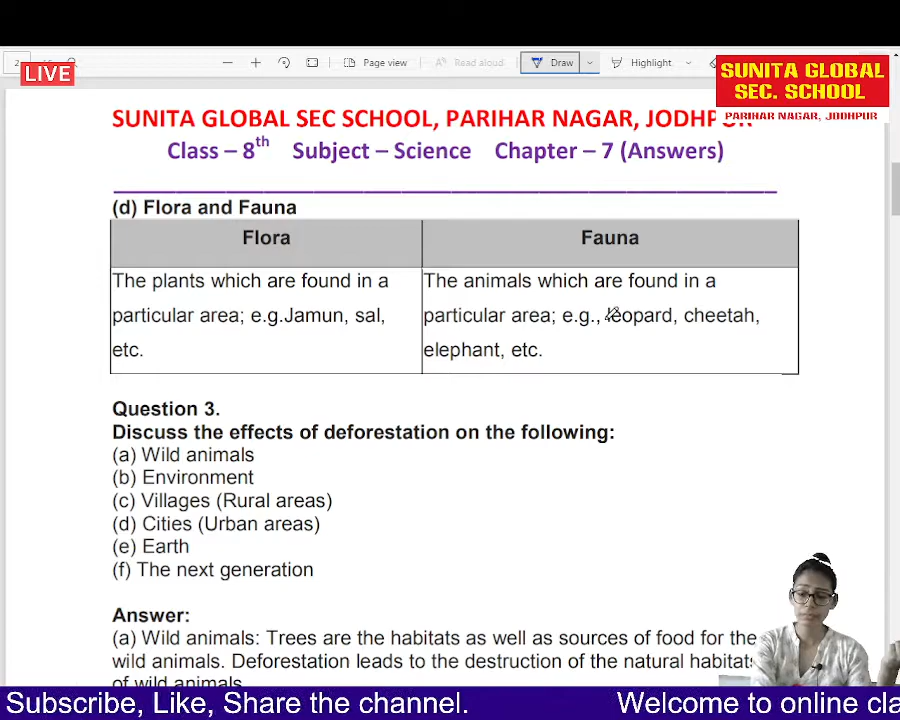 Page view
Read aloud
Draw
Highlight
LIVE
SUNITA GLOBAL
SEC. SCHOOL
PARIHAR NAGAR, JODHPUR
SUNITA GLOBAL SEC SCHOOL, PARIHAR NAGAR, JODHPUR
Class – 8th Subject – Science Chapter – 7 (Answers)
(d) Flora and Fauna
Flora
Fauna
The plants which are found in a
particular area; e.g.Jamun, sal,
etc.
The animals which are found in a
particular area; e.g., leopard, cheetah,
elephant, etc.
Question 3.
Discuss the effects of deforestation on the following:
(a) Wild animals
(b) Environment
(c) Villages (Rural areas)
(d) Cities (Urban areas)
(e) Earth
(f) The next generation
Answer:
(a) Wild animals: Trees are the habitats as well as sources of food for the
wild animals. Deforestation leads to the destruction of the natural habitats
of wild animals.
Subscribe, Like, Share the channel. Welcome to online cla